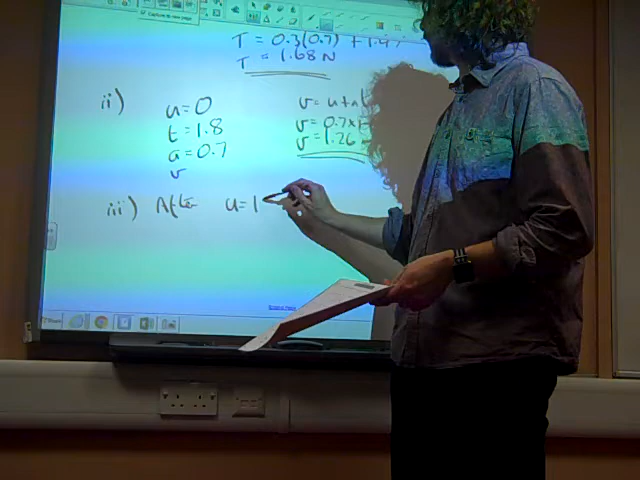 T = 0.3(0.7) + 1.47
T = 1.68 N
ii)
u = 0
t = 1.8
a = 0.7
v
v = u + at
v = 0.7×
v = 1.26
iii) After u = 1